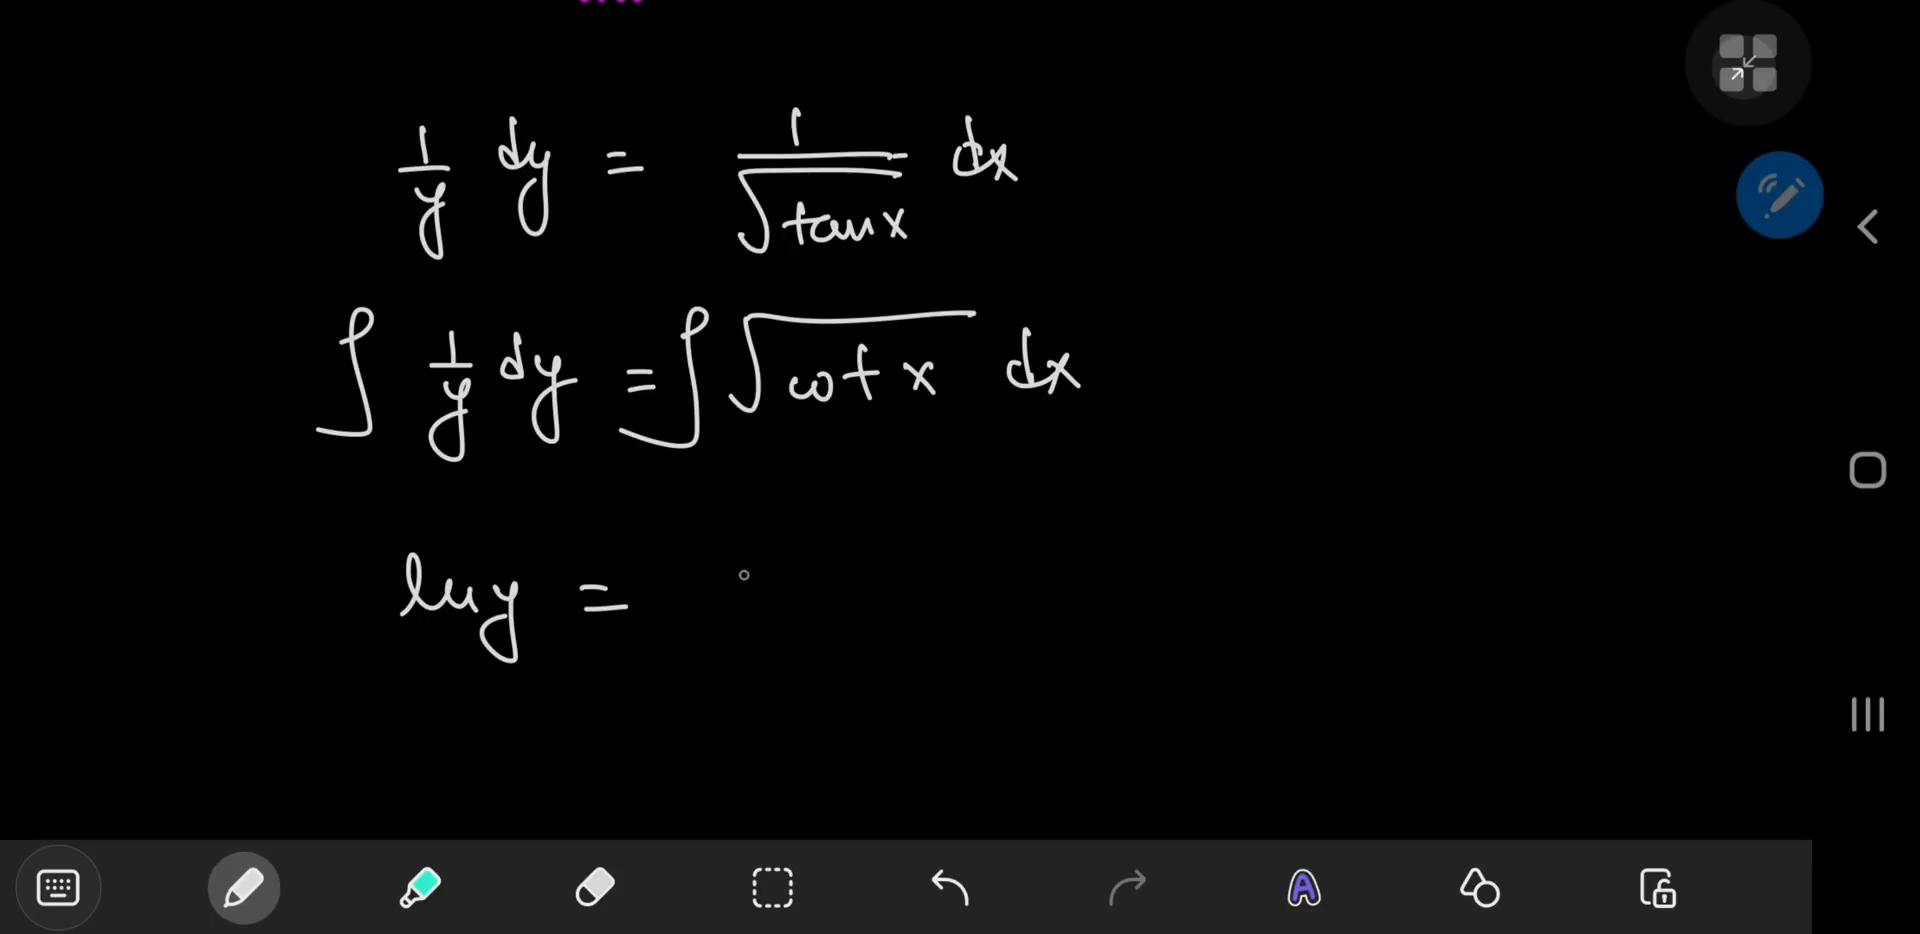 1/y dy = 1/√tan x dx
∫ 1/y dy = ∫ √cot x dx
ln y =